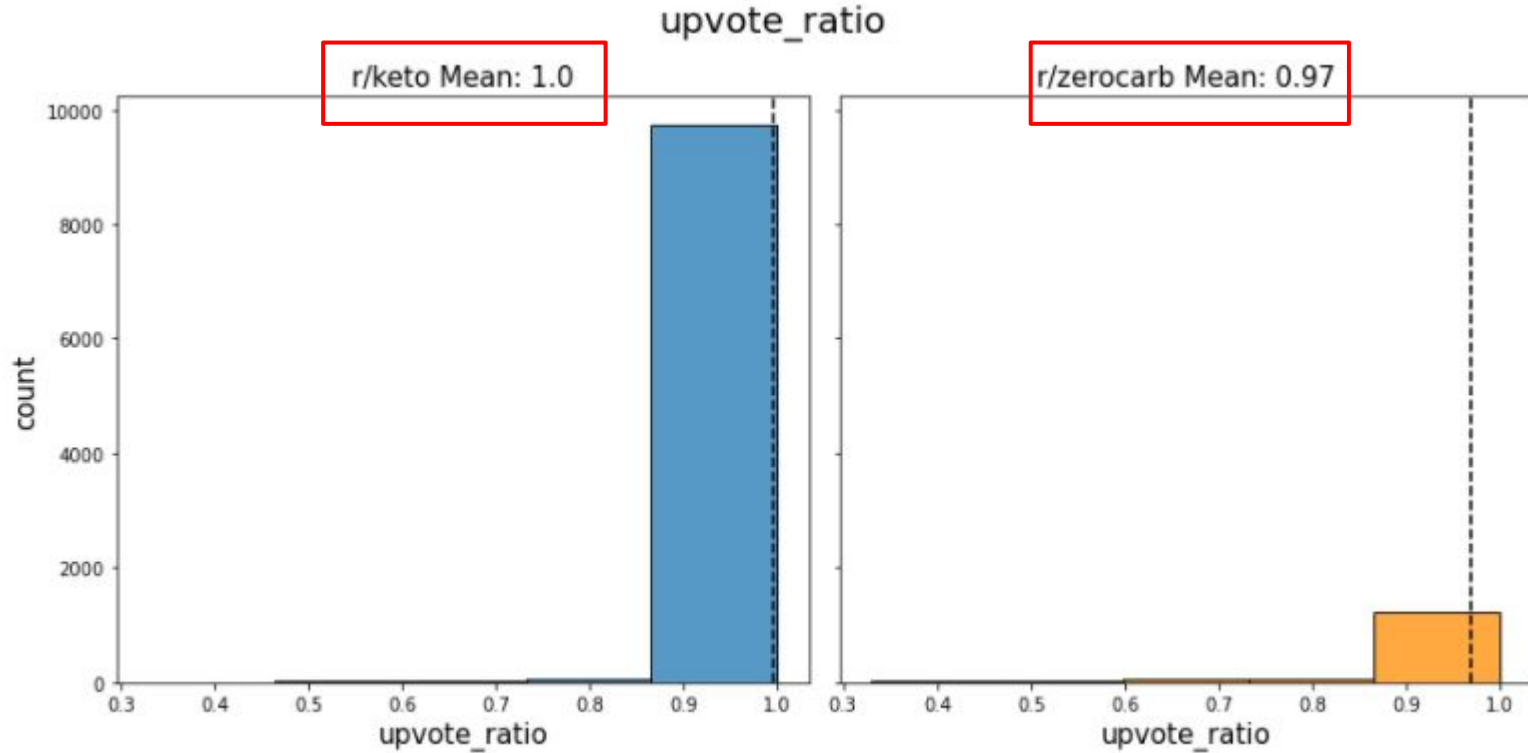 upvote_ratio
r/keto Mean: 1.0
r/zerocarb Mean: 0.97
10000
8000
6000
4000
2000
0
count
0.3 0.4 0.5 0.6 0.7 0.8 0.9 1.0
0.3 0.4 0.5 0.6 0.7 0.8 0.9 1.0
upvote_ratio
upvote_ratio